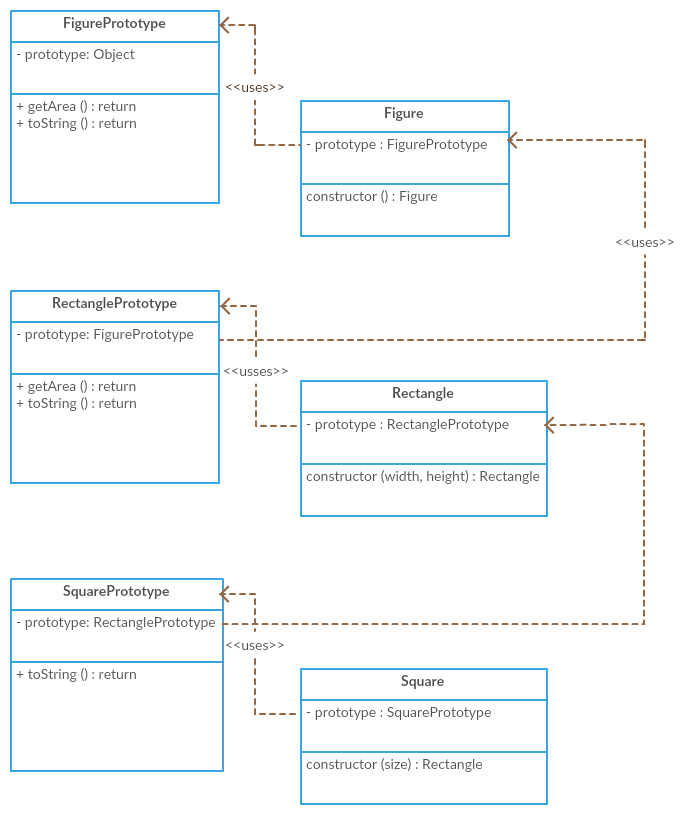 FigurePrototype
- prototype: Object
+ getArea () : return
+ toString () : return
<<uses>>
Figure
- prototype : FigurePrototype
constructor () : Figure
<<uses>>
RectanglePrototype
- prototype: FigurePrototype
+ getArea () : return
+ toString () : return
<<usses>>
Rectangle
- prototype : RectanglePrototype
constructor (width, height) : Rectangle
SquarePrototype
- prototype: RectanglePrototype
+ toString () : return
<<uses>>
Square
- prototype : SquarePrototype
constructor (size) : Rectangle